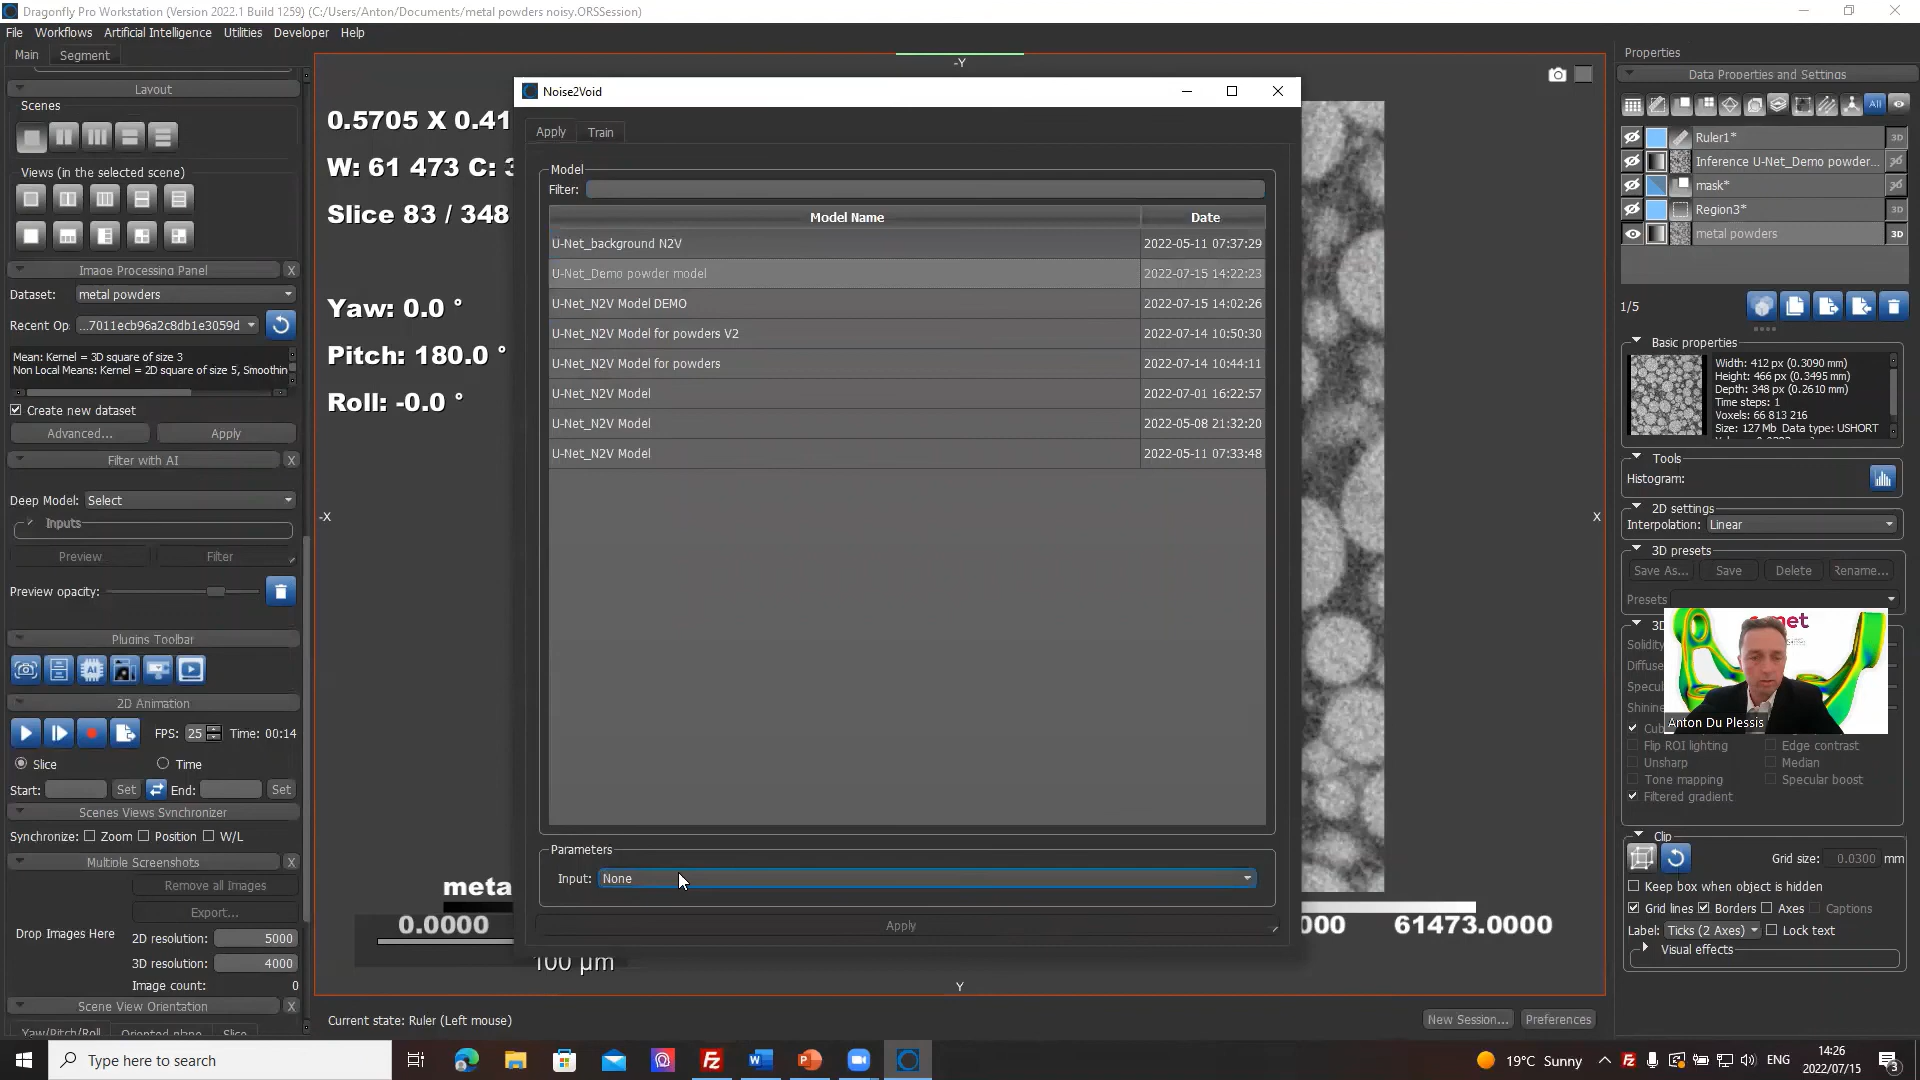 Dragonfly Pro Workstation (Version 2022.1 Build 1259) (C:/Users/Anton/Documents/metal powders noisy.ORSSession)
File Workflows Artificial Intelligence Utilities Developer Help
Main Segment
Layout
Scenes
Views (in the selected scene)
Image Processing Panel X
Dataset: metal powders
Recent Op ...7011ecb96a2c8db1e3059d
Mean: Kernel = 3D square of size 3
Non Local Means: Kernel = 2D square of size 5, Smoothin
Create new dataset
Advanced... Apply
Filter with AI X
Deep Model: Select
Inputs
Preview Filter
Preview opacity:
Plugins Toolbar
2D Animation
FPS: 25 Time: 00:14
Slice Time
Start: Set End: Set
Scenes Views Synchronizer
Synchronize: Zoom Position W/L
Multiple Screenshots X
Remove all Images
Export...
Drop Images Here
2D resolution: 5000
3D resolution: 4000
Image count: 0
Scene View Orientation X
Yaw/Pitch/Roll Oriented plane Slice
-Y
0.5705 X 0.41
W: 61 473 C: 3
Slice 83 / 348
Yaw: 0.0 °
Pitch: 180.0 °
Roll: -0.0 °
-X
X
meta
0.0000
000 61473.0000
100 µm
Y
Current state: Ruler (Left mouse)
New Session... Preferences
Noise2Void
Apply Train
Model
Filter:
Model Name Date
U-Net_background N2V 2022-05-11 07:37:29
U-Net_Demo powder model 2022-07-15 14:22:23
U-Net_N2V Model DEMO 2022-07-15 14:02:26
U-Net_N2V Model for powders V2 2022-07-14 10:50:30
U-Net_N2V Model for powders 2022-07-14 10:44:11
U-Net_N2V Model 2022-07-01 16:22:57
U-Net_N2V Model 2022-05-08 21:32:20
U-Net_N2V Model 2022-05-11 07:33:48
Parameters
Input: None
Apply
Properties
Data Properties and Settings
All
Ruler1* 3D
Inference U-Net_Demo powder...
mask*
Region3* 3D
metal powders 3D
1/5
Basic properties
Width: 412 px (0.3090 mm)
Height: 466 px (0.3495 mm)
Depth: 348 px (0.2610 mm)
Time steps: 1
Voxels: 66 813 216
Size: 127 Mb Data type: USHORT
Tools
Histogram:
2D settings
Interpolation: Linear
3D presets
Save As... Save Delete Rename...
Presets
Anton Du Plessis
Flip ROI lighting Edge contrast
Unsharp Median
Tone mapping Specular boost
Filtered gradient
Clip
Grid size: 0.0300 mm
Keep box when object is hidden
Grid lines Borders Axes Captions
Label: Ticks (2 Axes) Lock text
Visual effects
Type here to search
19°C Sunny ENG 14:26
2022/07/15
3